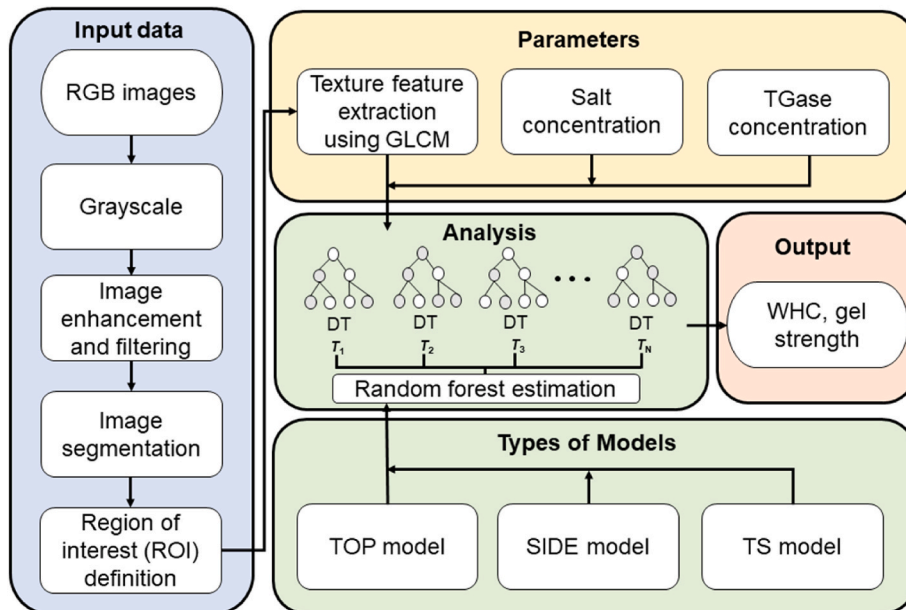 Input data
RGB images
Grayscale
Image
enhancement
and filtering
Image
segmentation
Region of
interest (ROI)
definition
Parameters
Texture feature
extraction
using GLCM
Salt
concentration
TGase
concentration
Analysis
DT DT DT DT
T1 T2 T3 TN
Random forest estimation
Output
WHC, gel
strength
Types of Models
TOP model
SIDE model
TS model